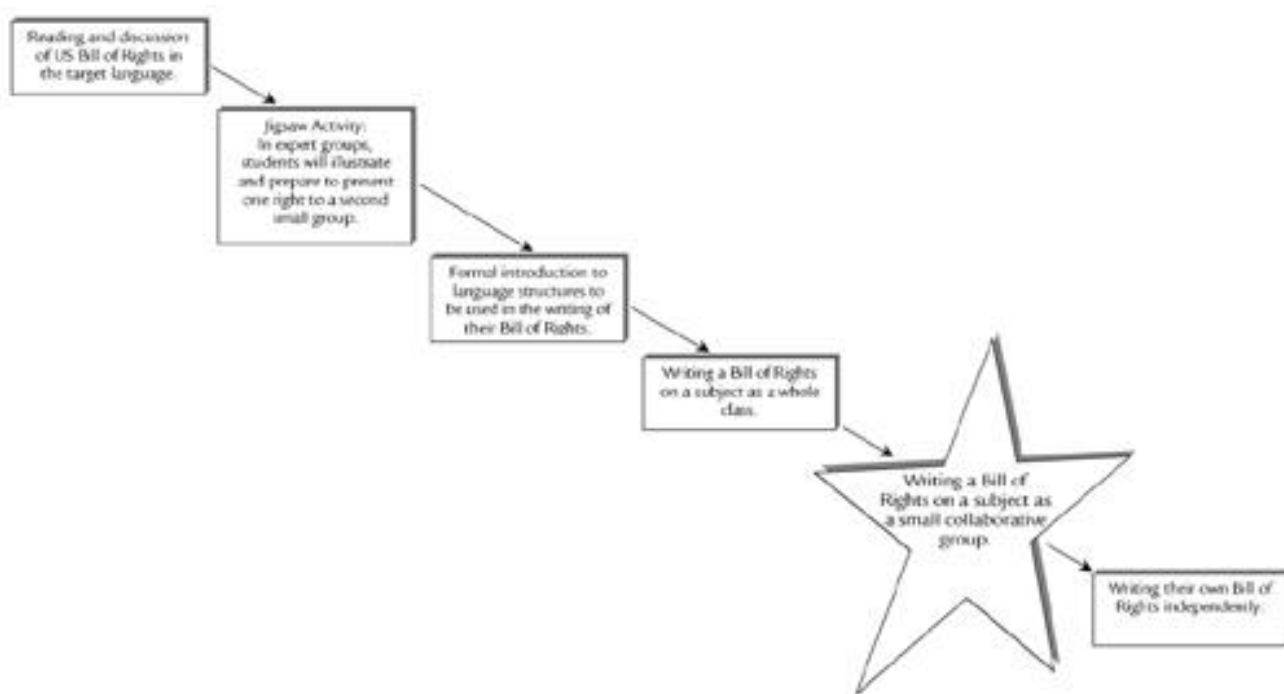 Reading and discussion
of US Bill of Rights in
the target language.
Jigsaw Activity:
In expert groups,
students will illustrate
and prepare to present
one right to a second
small group.
Formal introduction to
language structures to
be used in the writing of
their Bill of Rights.
Writing a Bill of Rights
on a subject as a whole
class.
Writing a Bill of
Rights on a subject as
a small collaborative
group.
Writing their own Bill of
Rights independently.